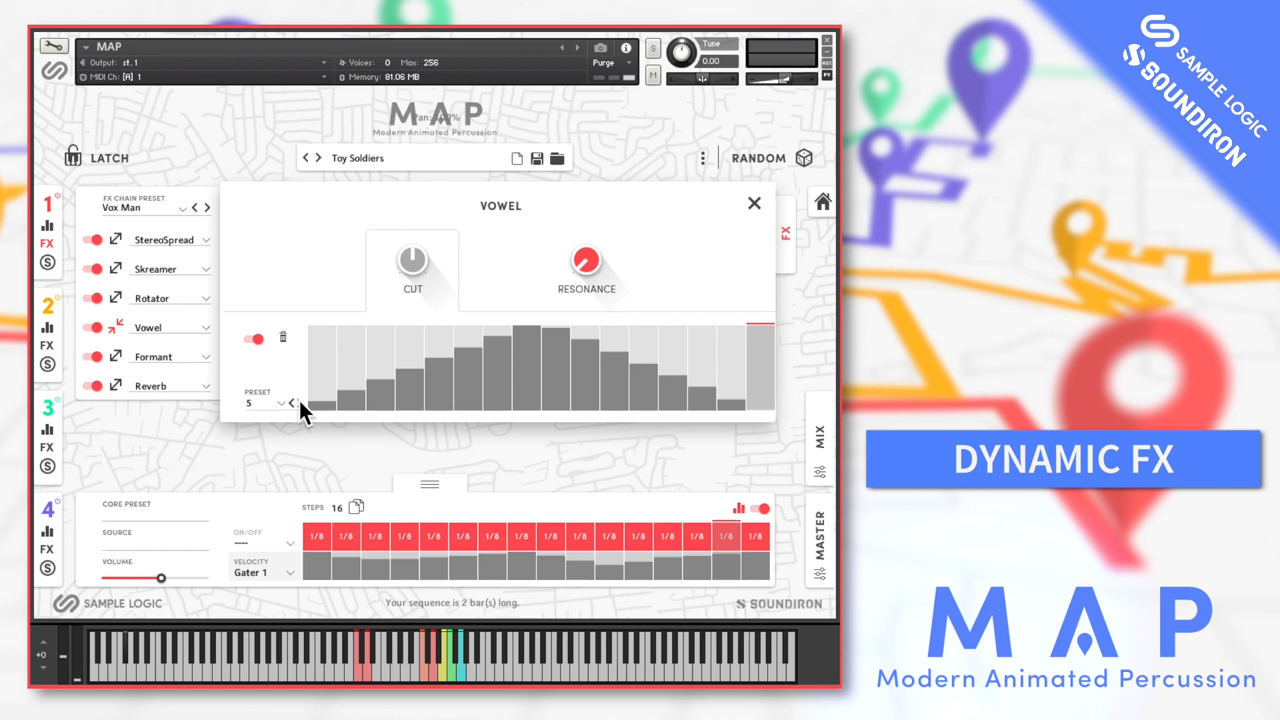 MAP
Output: st.1
Voices: 0 Max: 256
Purge
MIDI Ch: [A] 1
Memory: 81.06 MB
S
M
Tune
0.00
MAP
Modern Animated Percussion
LATCH
Toy Soldiers
RANDOM
1
FX
S
2
FX
S
3
FX
S
4
FX
S
FX CHAIN PRESET
Vox Man
StereoSpread
Skreamer
Rotator
Vowel
Formant
Reverb
VOWEL
CUT
RESONANCE
PRESET
5
FX
MIX
MASTER
CORE PRESET
SOURCE
VOLUME
STEPS 16
ON/OFF
----
VELOCITY
Gater 1
1/8 1/8 1/8 1/8 1/8 1/8 1/8 1/8 1/8 1/8 1/8 1/8 1/8 1/8 1/8 1/8
SAMPLE LOGIC
Your sequence is 2 bar(s) long.
SOUNDIRON
+0
SAMPLE LOGIC
SOUNDIRON
DYNAMIC FX
MAP
Modern Animated Percussion